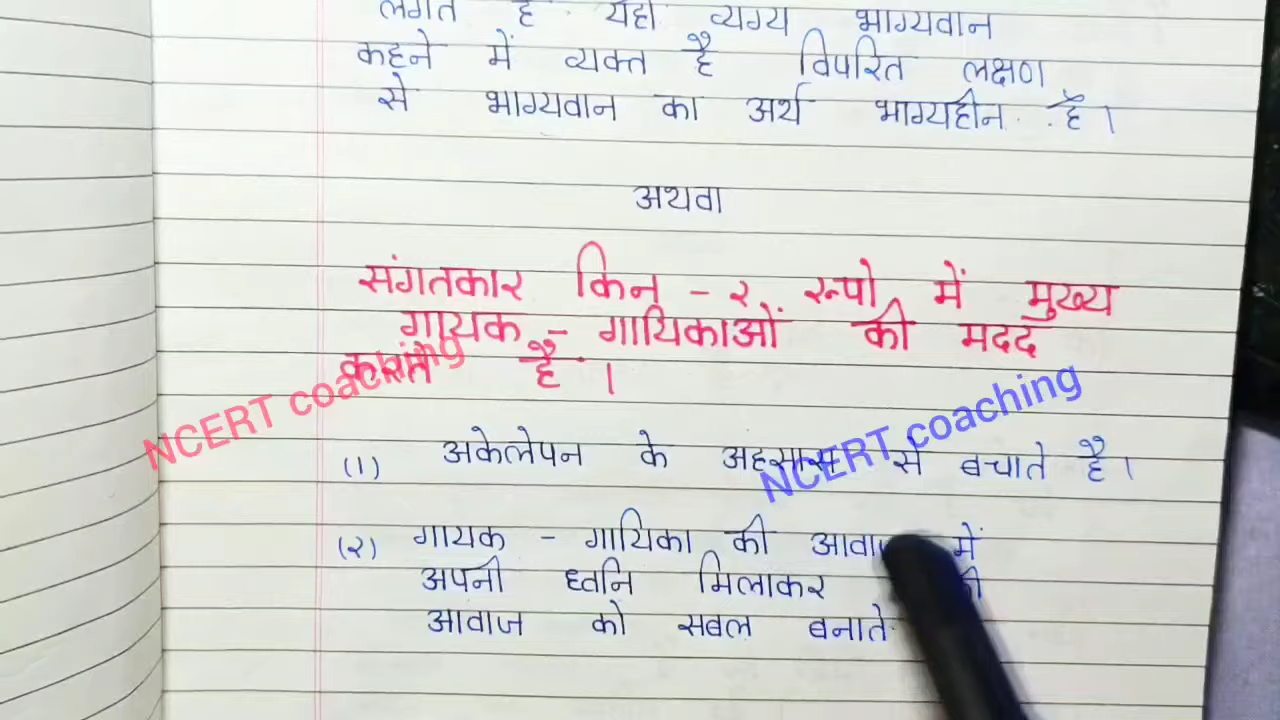 लगत है यहाँ व्यंग्य भाग्यवान
कहने में व्यक्त है विपरित लक्षणा
से भाग्यवान का अर्थ भाग्यहीन है।
अथवा
संगतकार किन - २ रूपो में मुख्य
गायक - गायिकाओं की मदद
करते है ।
NCERT coaching
NCERT coaching
(1) अकेलेपन के अहसास से बचाते है।
(२) गायक - गायिका की आवाज में
अपनी ध्वनि मिलाकर
आवाज को सबल बनाते